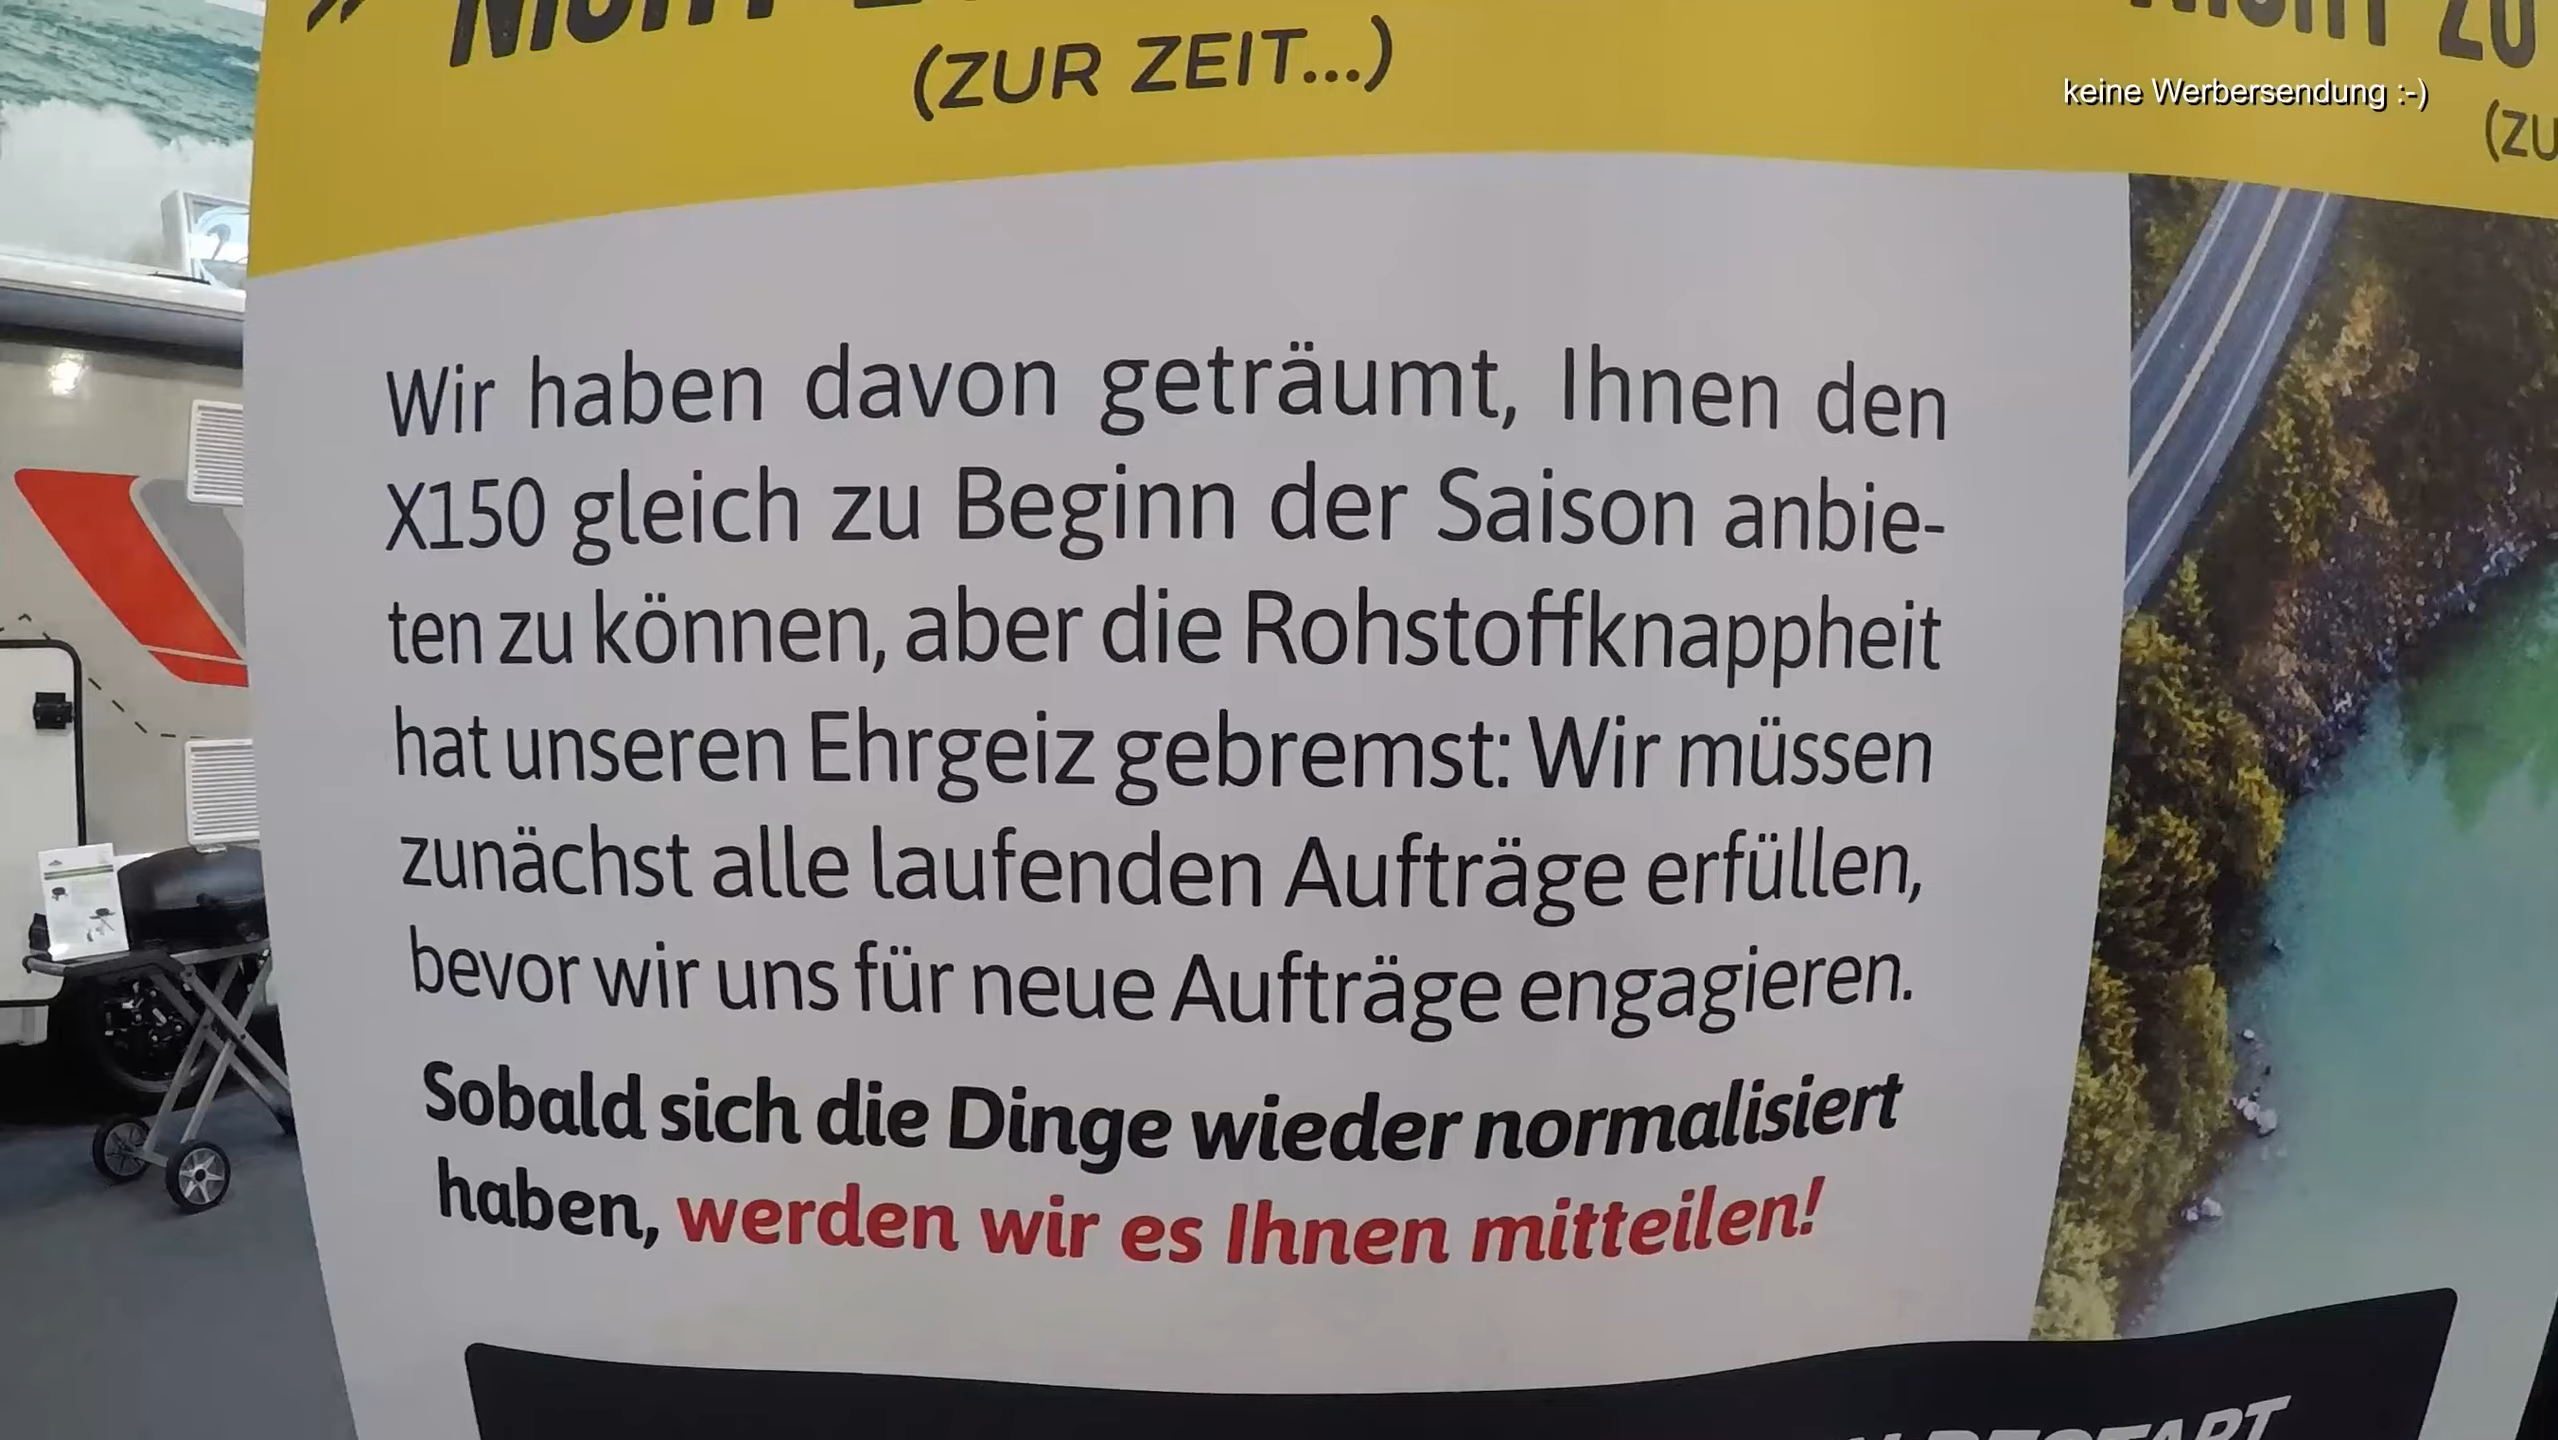 (ZUR ZEIT...)
keine Werbersendung :-)
Wir haben davon geträumt, Ihnen den
X150 gleich zu Beginn der Saison anbie-
ten zu können, aber die Rohstoffknappheit
hat unseren Ehrgeiz gebremst: Wir müssen
zunächst alle laufenden Aufträge erfüllen,
bevor wir uns für neue Aufträge engagieren.
Sobald sich die Dinge wieder normalisiert
haben, werden wir es Ihnen mitteilen!